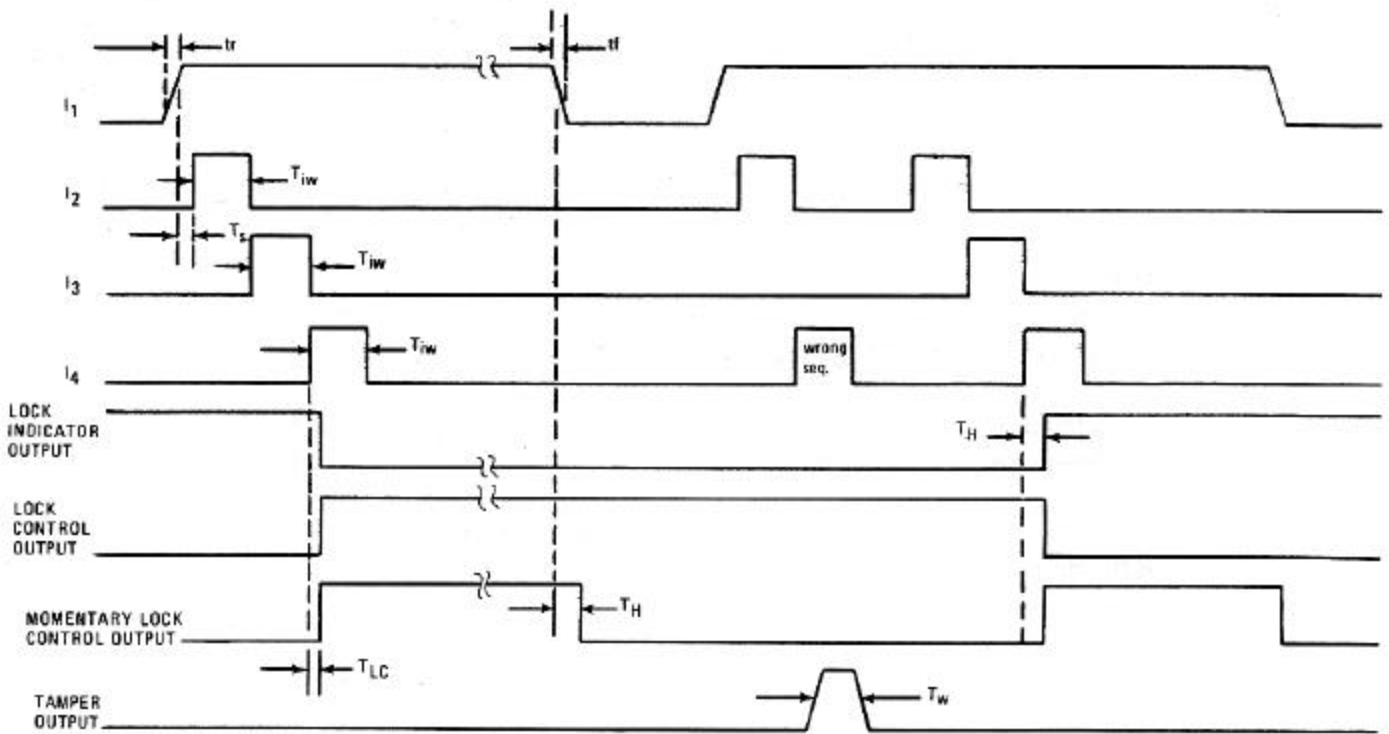 tr
tf
I1
Tiw
I2
Ts
Tiw
I3
Tiw
wrong
seq.
I4
LOCK
INDICATOR
OUTPUT
TH
LOCK
CONTROL
OUTPUT
MOMENTARY LOCK
CONTROL OUTPUT
TH
TLC
TAMPER
OUTPUT
Tw